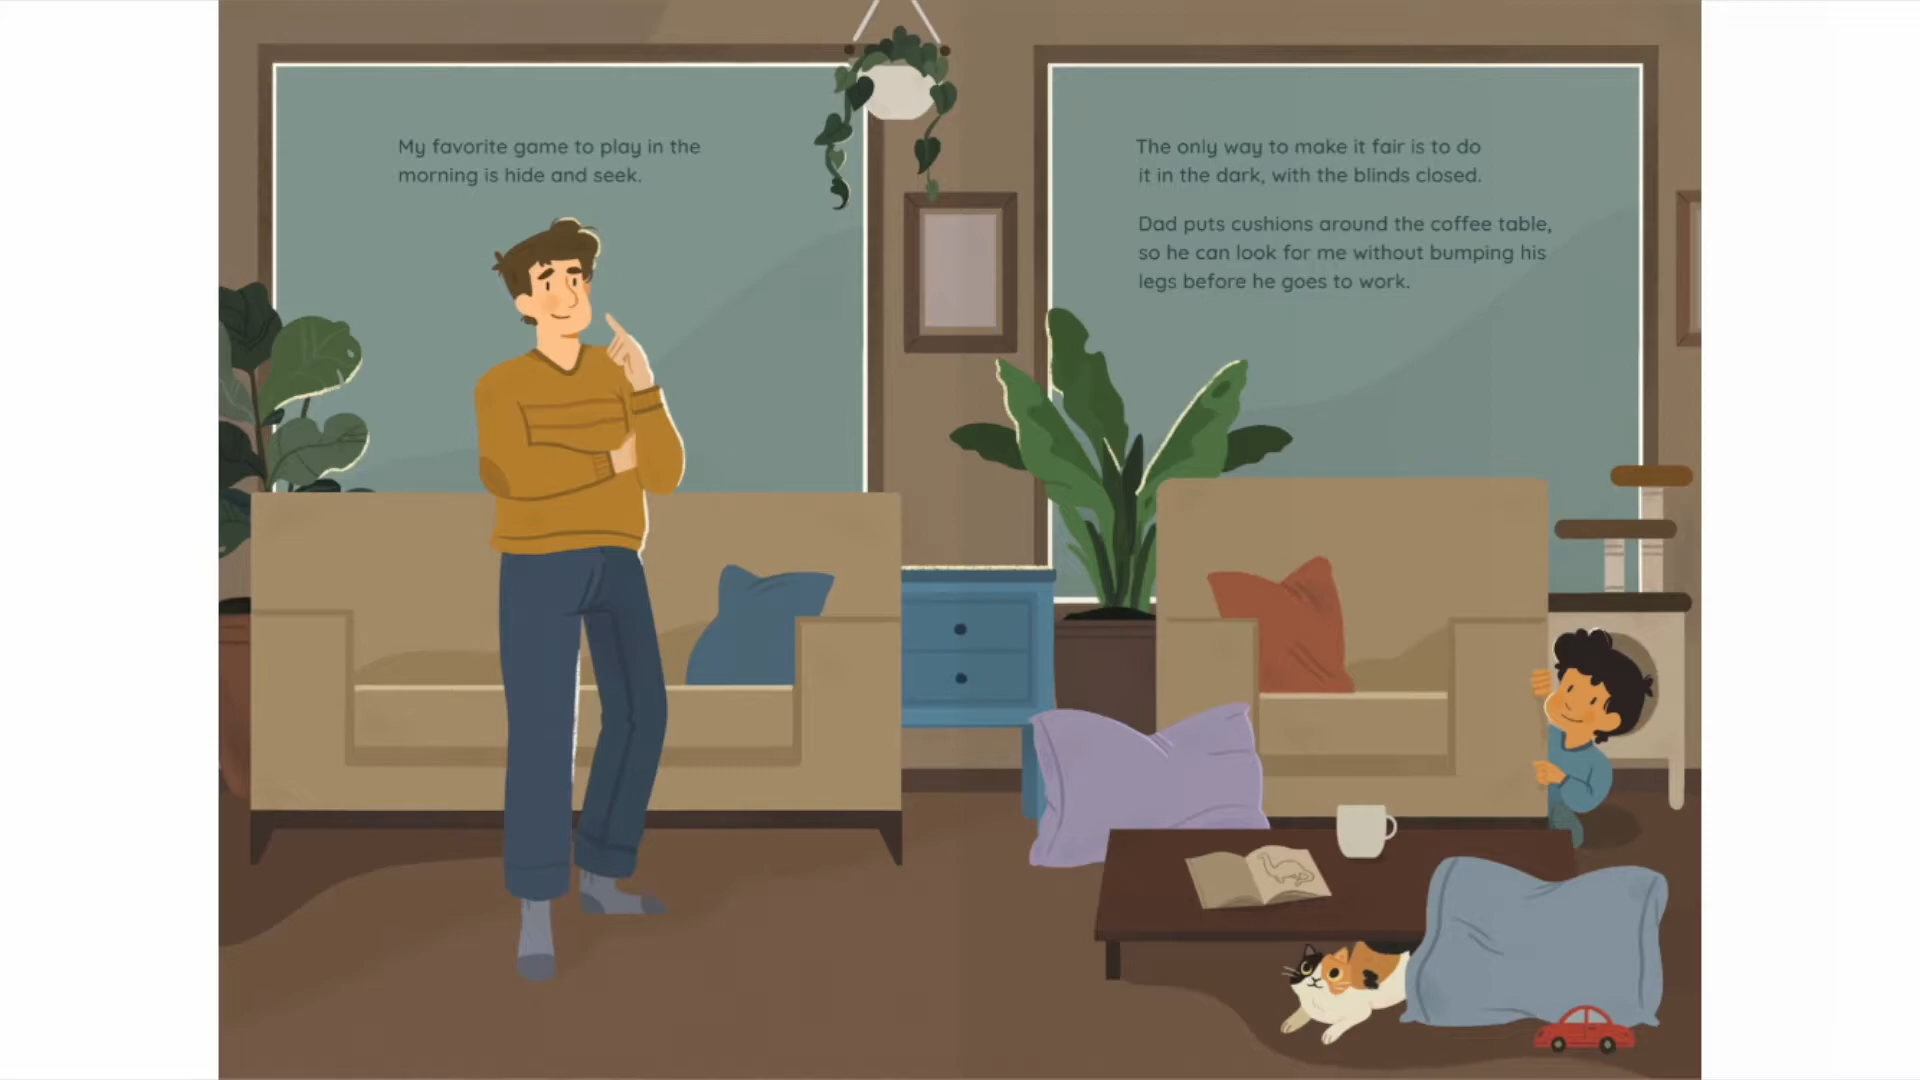 My favorite game to play in the
morning is hide and seek.
The only way to make it fair is to do
it in the dark, with the blinds closed.
Dad puts cushions around the coffee table,
so he can look for me without bumping his
legs before he goes to work.